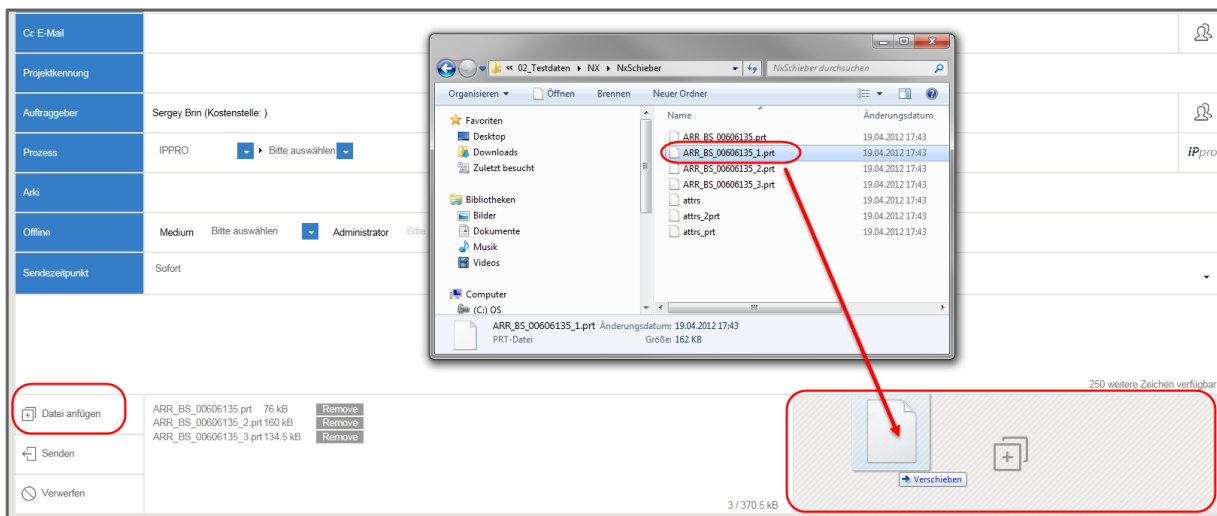 Cc E-Mail
Projektkennung
Auftraggeber
Sergey Brin (Kostenstelle: )
Prozess
IPPRO
Bitte auswählen
iPpro
Arki
Offline
Medium Bitte auswählen Administrator Bitte
Sendezeitpunkt
Sofort
« 02_Testdaten NX NxSchieber
NxSchieber durchsuchen
Organisieren Öffnen Brennen Neuer Ordner
Favoriten
Desktop
Downloads
Zuletzt besucht
Bibliotheken
Bilder
Dokumente
Musik
Videos
Computer
(C:) OS
Name Änderungsdatum
ARR_BS_00606135.prt 19.04.2012 17:43
ARR_BS_00606135_1.prt 19.04.2012 17:43
ARR_BS_00606135_2.prt 19.04.2012 17:43
ARR_BS_00606135_3.prt 19.04.2012 17:43
attrs 19.04.2012 17:43
attrs_2prt 19.04.2012 17:43
attrs_prt 19.04.2012 17:43
ARR_BS_00606135_1.prt Änderungsdatum: 19.04.2012 17:43
PRT-Datei Größe: 162 KB
250 weitere Zeichen verfügbar
Datei anfügen
Senden
Verwerfen
ARR_BS_00606135.prt 76 kB Remove
ARR_BS_00606135_2.prt 160 kB Remove
ARR_BS_00606135_3.prt 134.5 kB Remove
3 / 370.5 kB
Verschieben